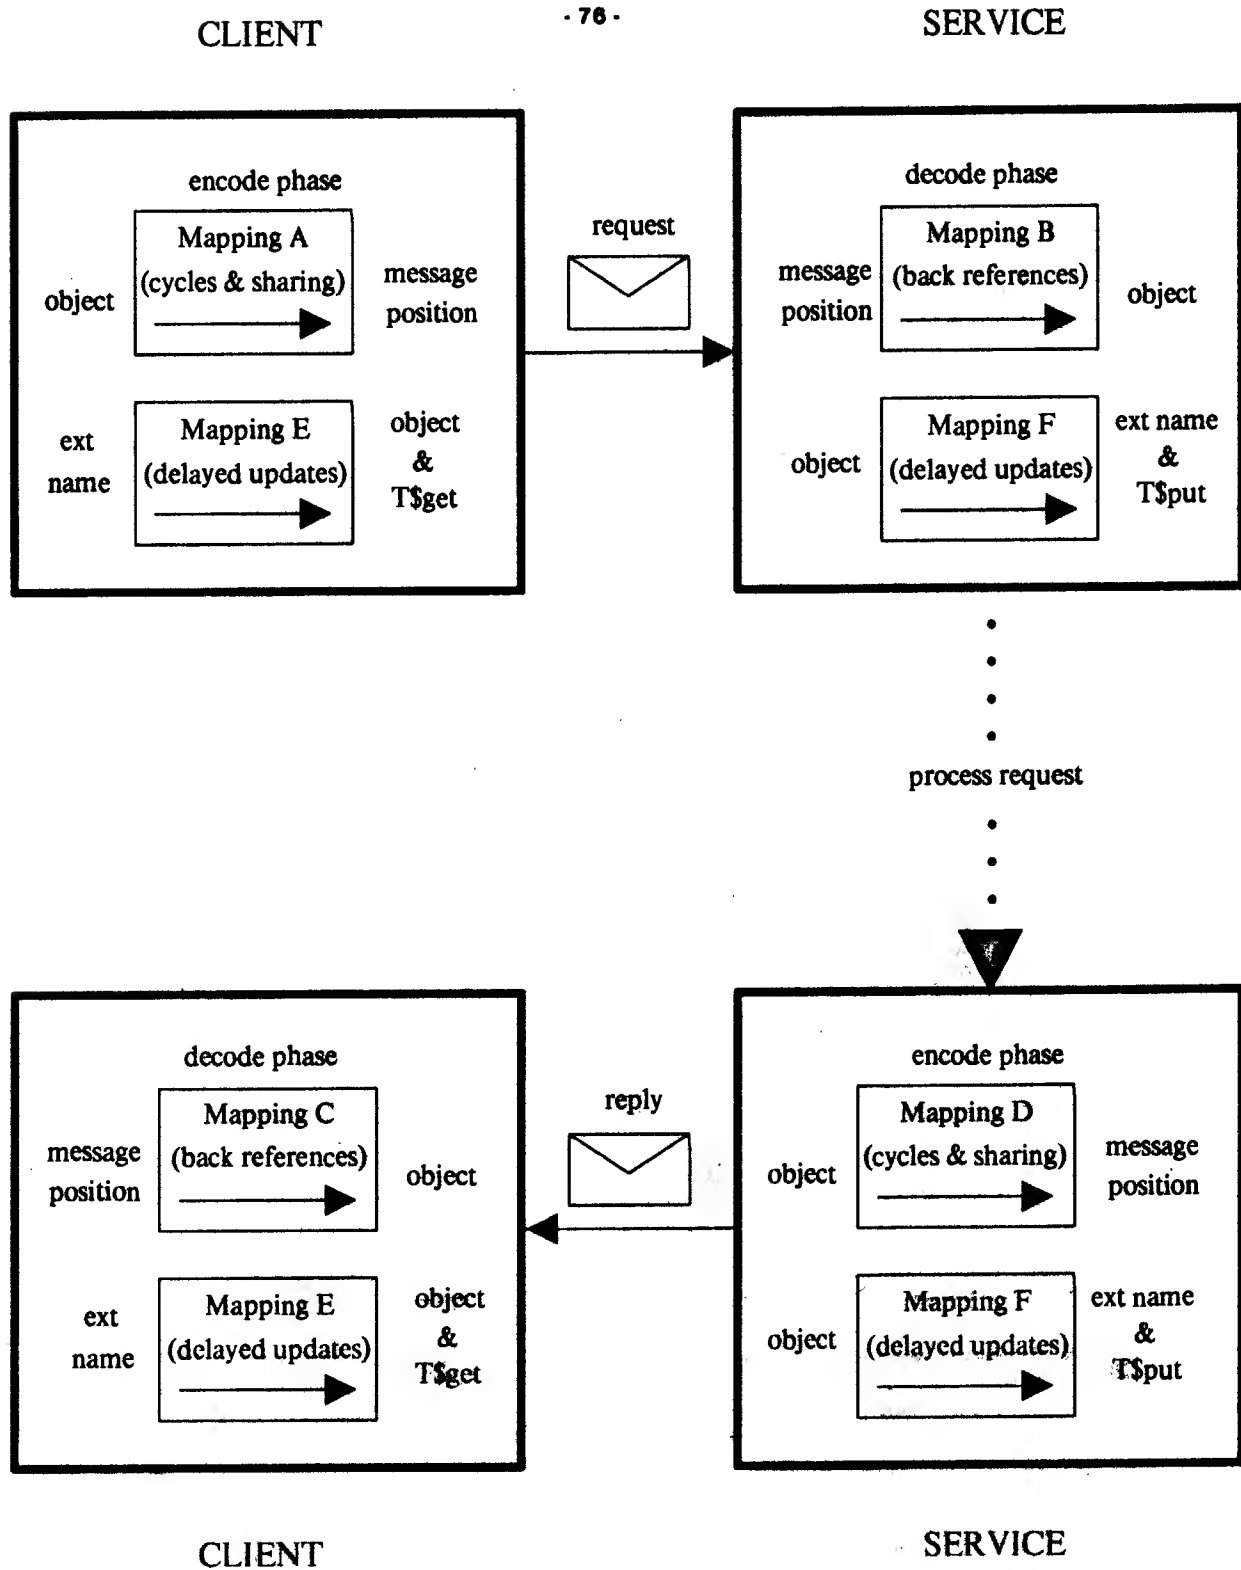 - 76 -
CLIENT
SERVICE
encode phase
Mapping A
(cycles & sharing)
object
message
position
Mapping E
(delayed updates)
ext
name
object
&
T$get
request
decode phase
Mapping B
(back references)
message
position
object
Mapping F
(delayed updates)
object
ext name
&
T$put
process request
decode phase
Mapping C
(back references)
message
position
object
Mapping E
(delayed updates)
ext
name
object
&
T$get
reply
encode phase
Mapping D
(cycles & sharing)
object
message
position
Mapping F
(delayed updates)
object
ext name
&
T$put
CLIENT
SERVICE